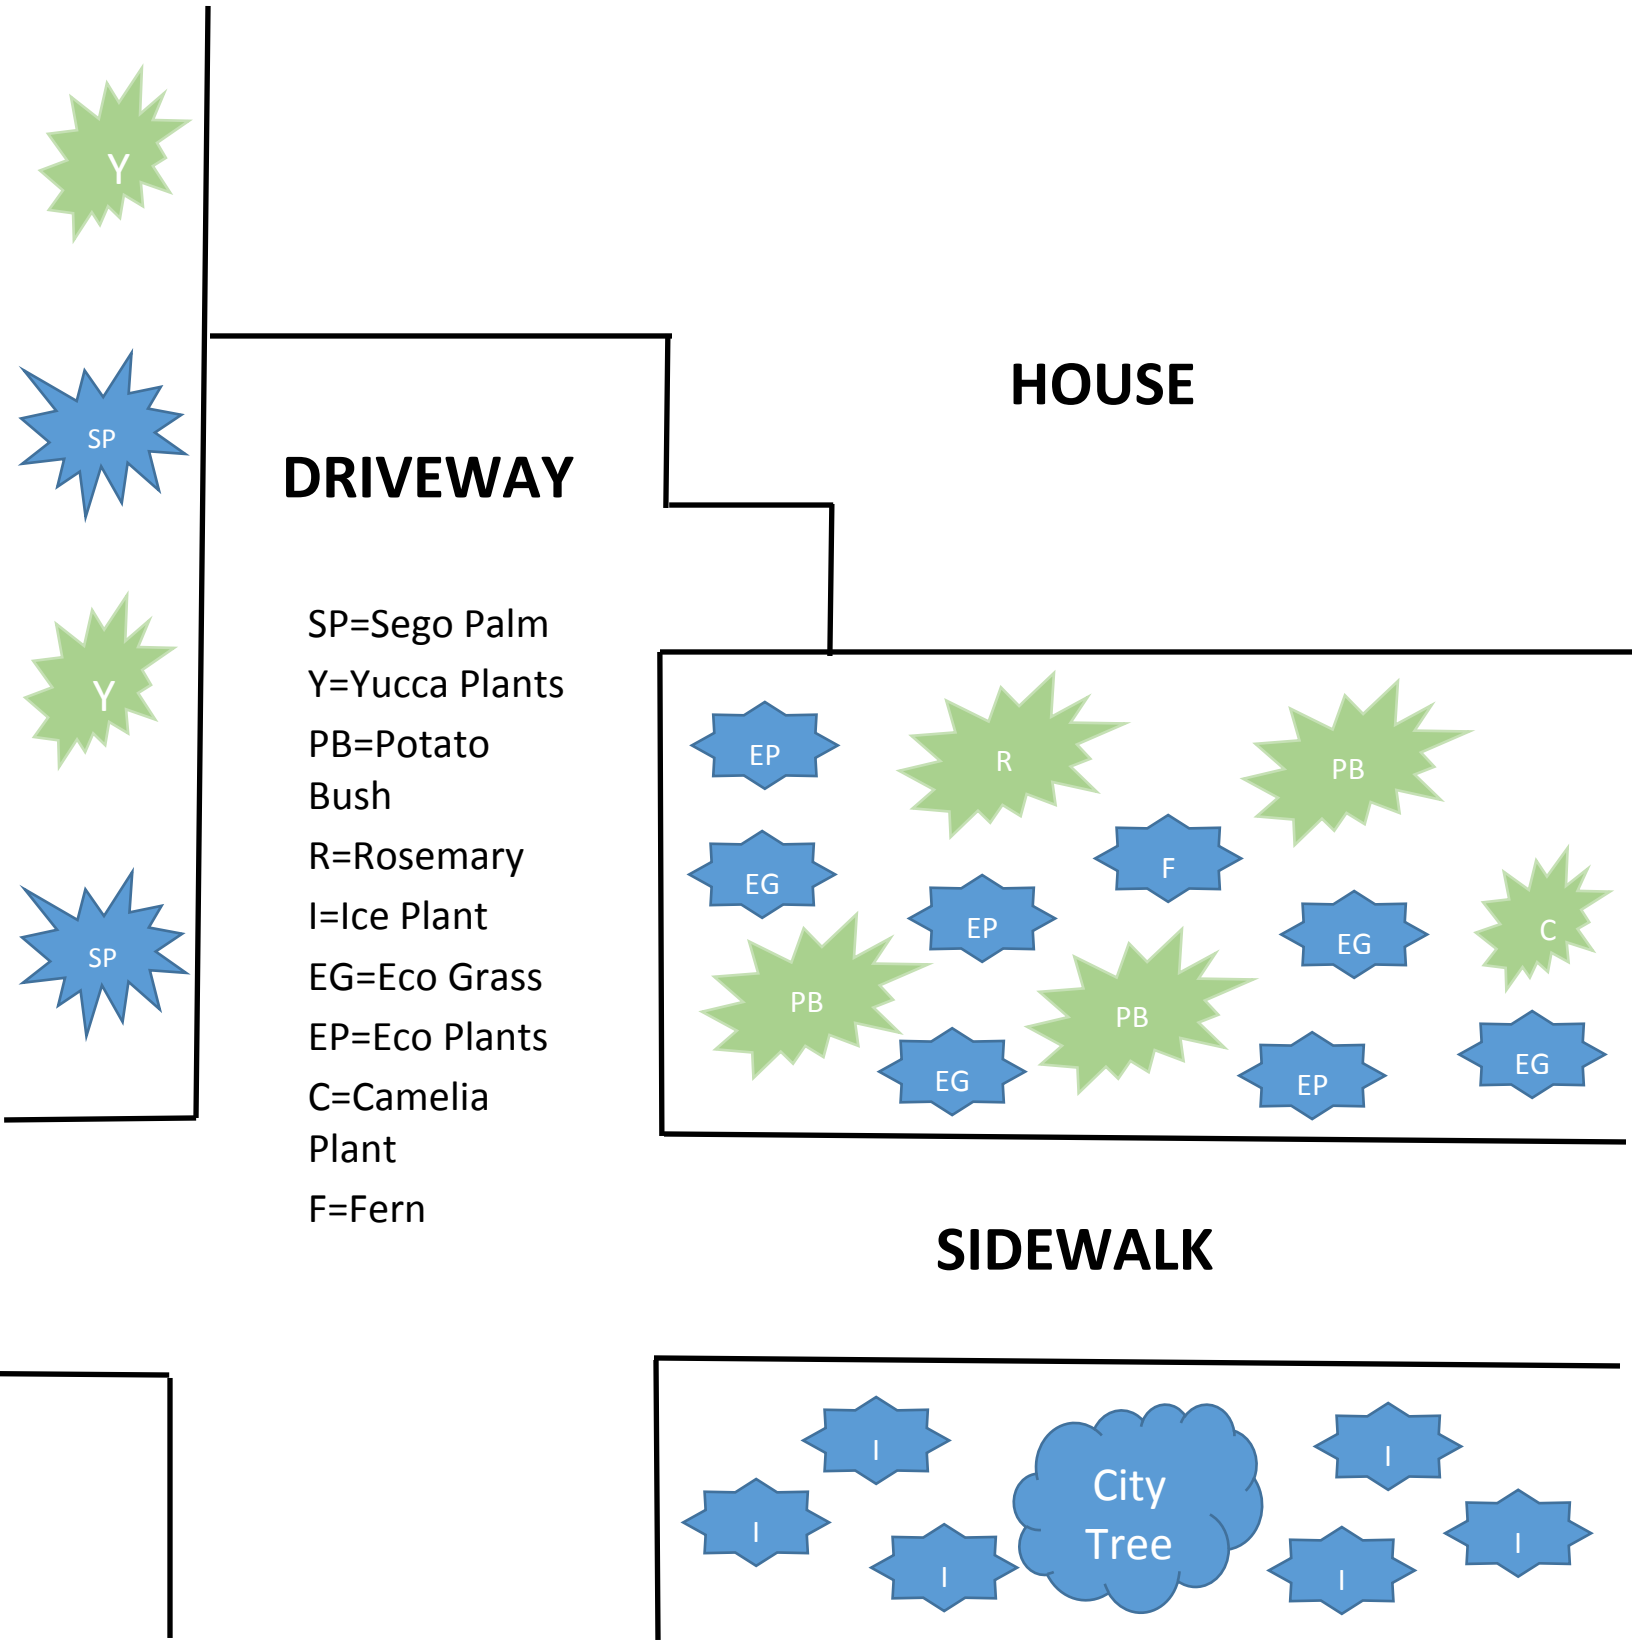 Y
SP
Y
SP
HOUSE
DRIVEWAY
SP=Sego Palm
Y=Yucca Plants
PB=Potato
Bush
R=Rosemary
I=Ice Plant
EG=Eco Grass
EP=Eco Plants
C=Camelia
Plant
F=Fern
EP
R
PB
EG
EP
F
EG
C
PB
PB
EG
EP
EG
SIDEWALK
I
I
I
City
Tree
I
I
I